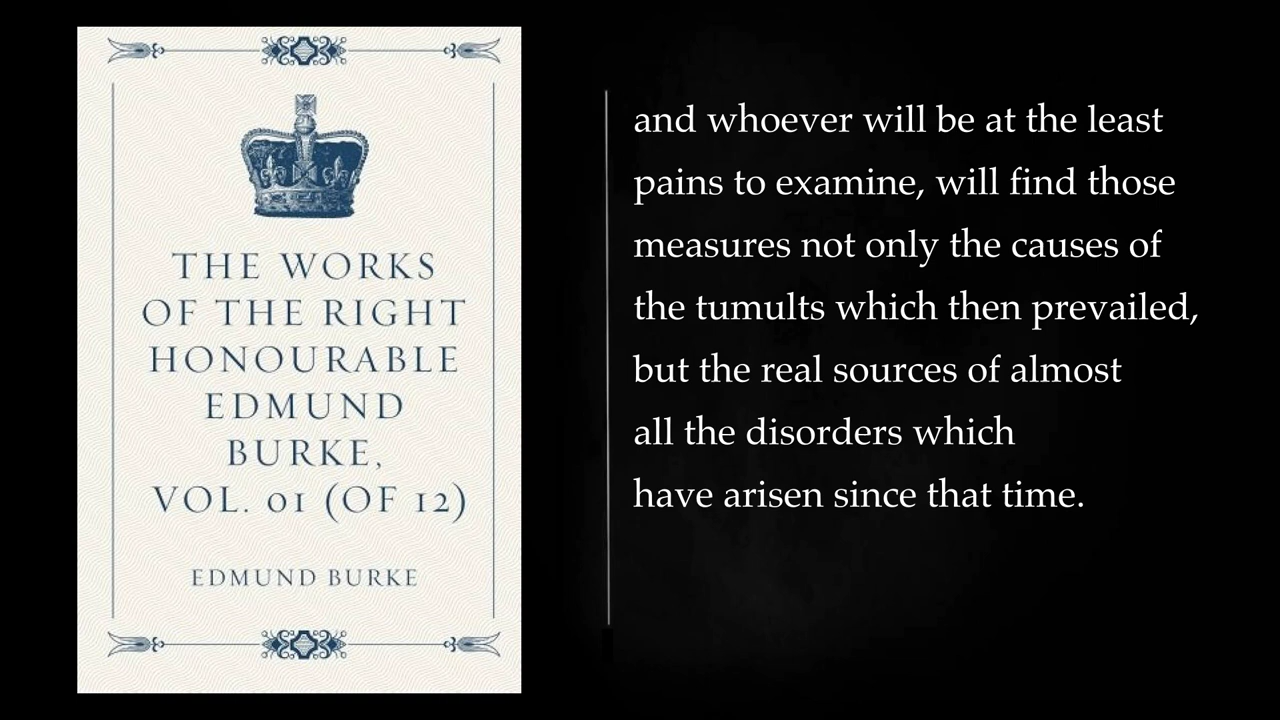 THE WORKS
OF THE RIGHT
HONOURABLE
EDMUND
BURKE,
VOL. 01 (OF 12)
EDMUND BURKE
and whoever will be at the least
pains to examine, will find those
measures not only the causes of
the tumults which then prevailed,
but the real sources of almost
all the disorders which
have arisen since that time.